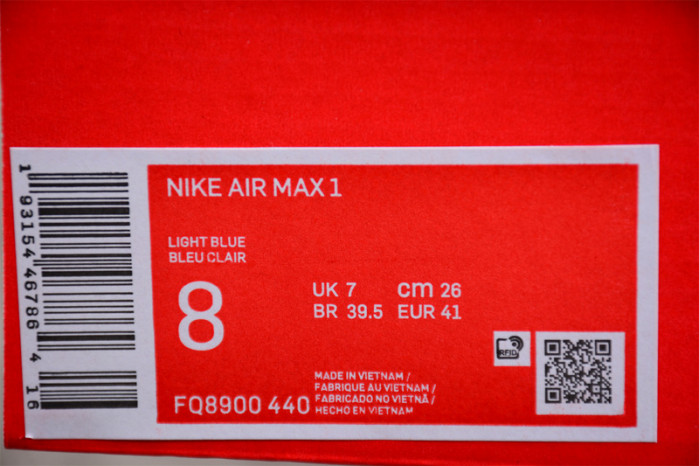 NIKE AIR MAX 1
LIGHT BLUE
BLEU CLAIR
8
UK 7 cm 26
BR 39.5 EUR 41
RFID
MADE IN VIETNAM /
FABRIQUE AU VIETNAM /
FABRICADO NO VIETNÃ /
HECHO EN VIETNAM
FQ8900 440
1 93154 46786 4 16